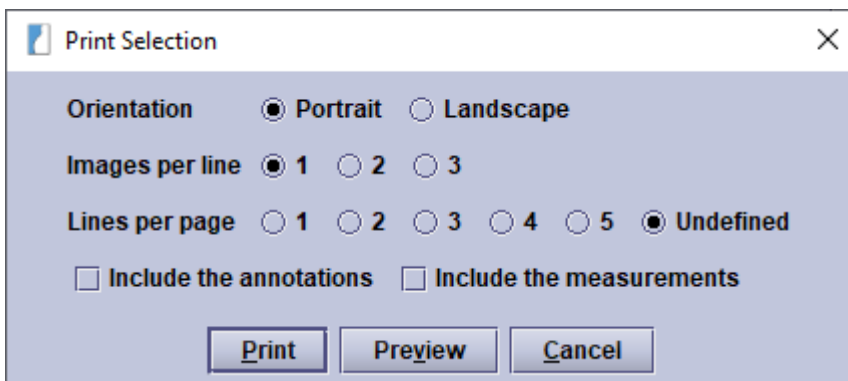 Print Selection
Orientation Portrait Landscape
Images per line 1 2 3
Lines per page 1 2 3 4 5 Undefined
Include the annotations Include the measurements
Print Preview Cancel